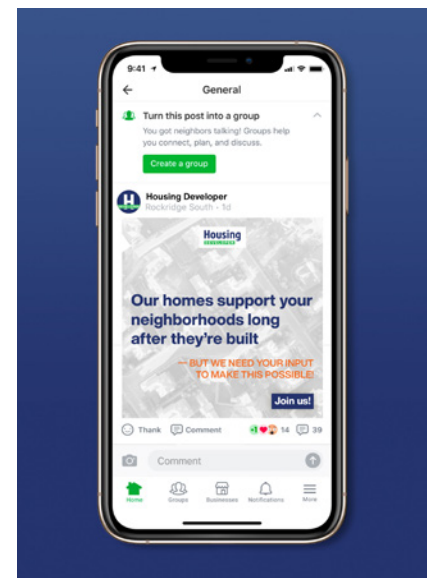 9:41
General
Turn this post into a group
You got neighbors talking! Groups help
you connect, plan, and discuss.
Create a group
H
Housing Developer
Rockridge South - 1d
Housing
Our homes support your
neighborhoods long
after they're built
— BUT WE NEED YOUR INPUT
TO MAKE THIS POSSIBLE!
Join us!
Thank Comment 14 39
Comment
Home Groups Businesses Notifications More